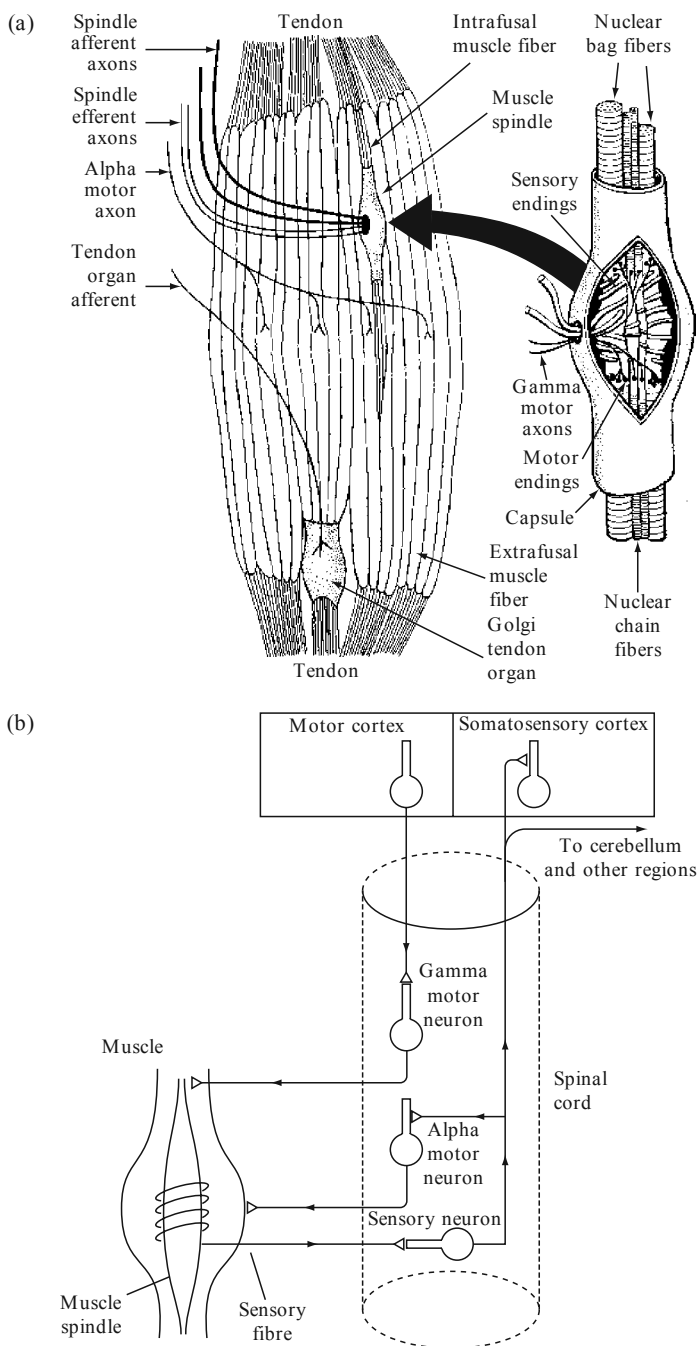 (a)
Spindle
afferent
axons
Spindle
efferent
axons
Alpha
motor
axon
Tendon
organ
afferent
Tendon
Intrafusal
muscle fiber
Muscle
spindle
Nuclear
bag fibers
Sensory
endings
Gamma
motor
axons
Motor
endings
Capsule
Extrafusal
muscle
fiber
Golgi
tendon
organ
Nuclear
chain
fibers
Tendon
(b)
Motor cortex
Somatosensory cortex
To cerebellum
and other regions
Gamma
motor
neuron
Muscle
Spinal
cord
Alpha
motor
neuron
Sensory neuron
Muscle
spindle
Sensory
fibre